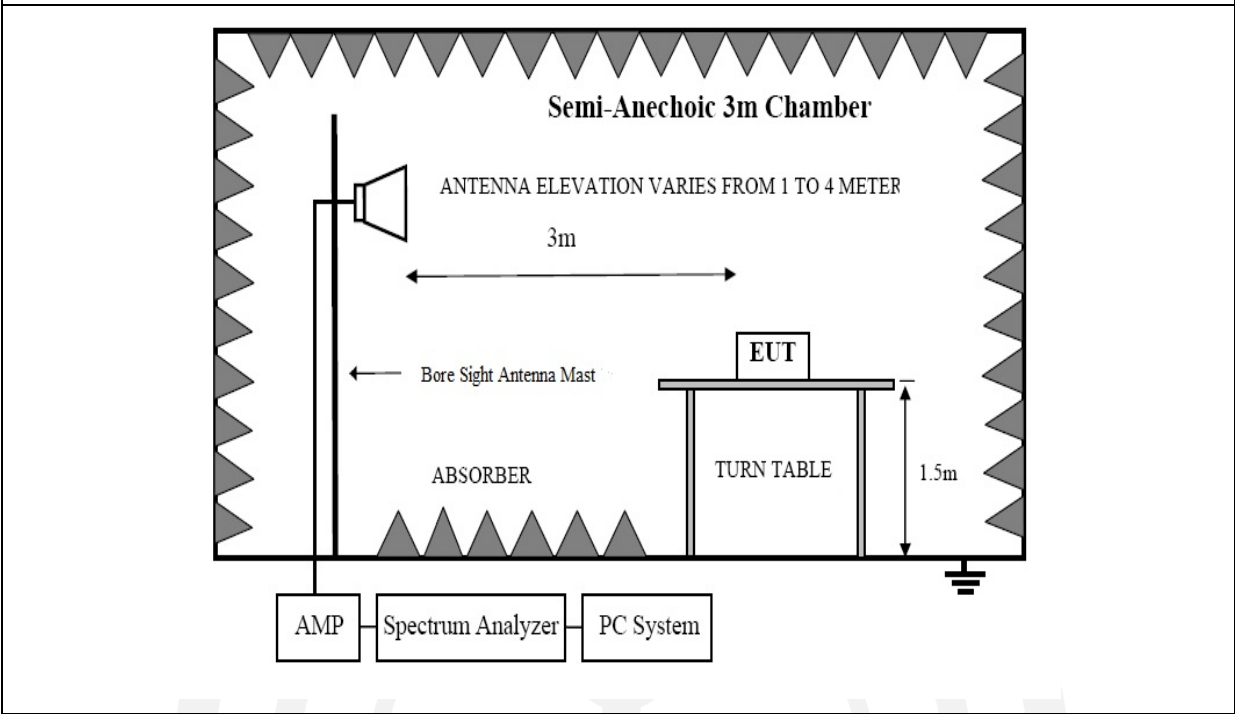 Semi-Anechoic 3m Chamber
ANTENNA ELEVATION VARIES FROM 1 TO 4 METER
3m
EUT
Bore Sight Antenna Mast
TURN TABLE
1.5m
ABSORBER
AMP
Spectrum Analyzer
PC System